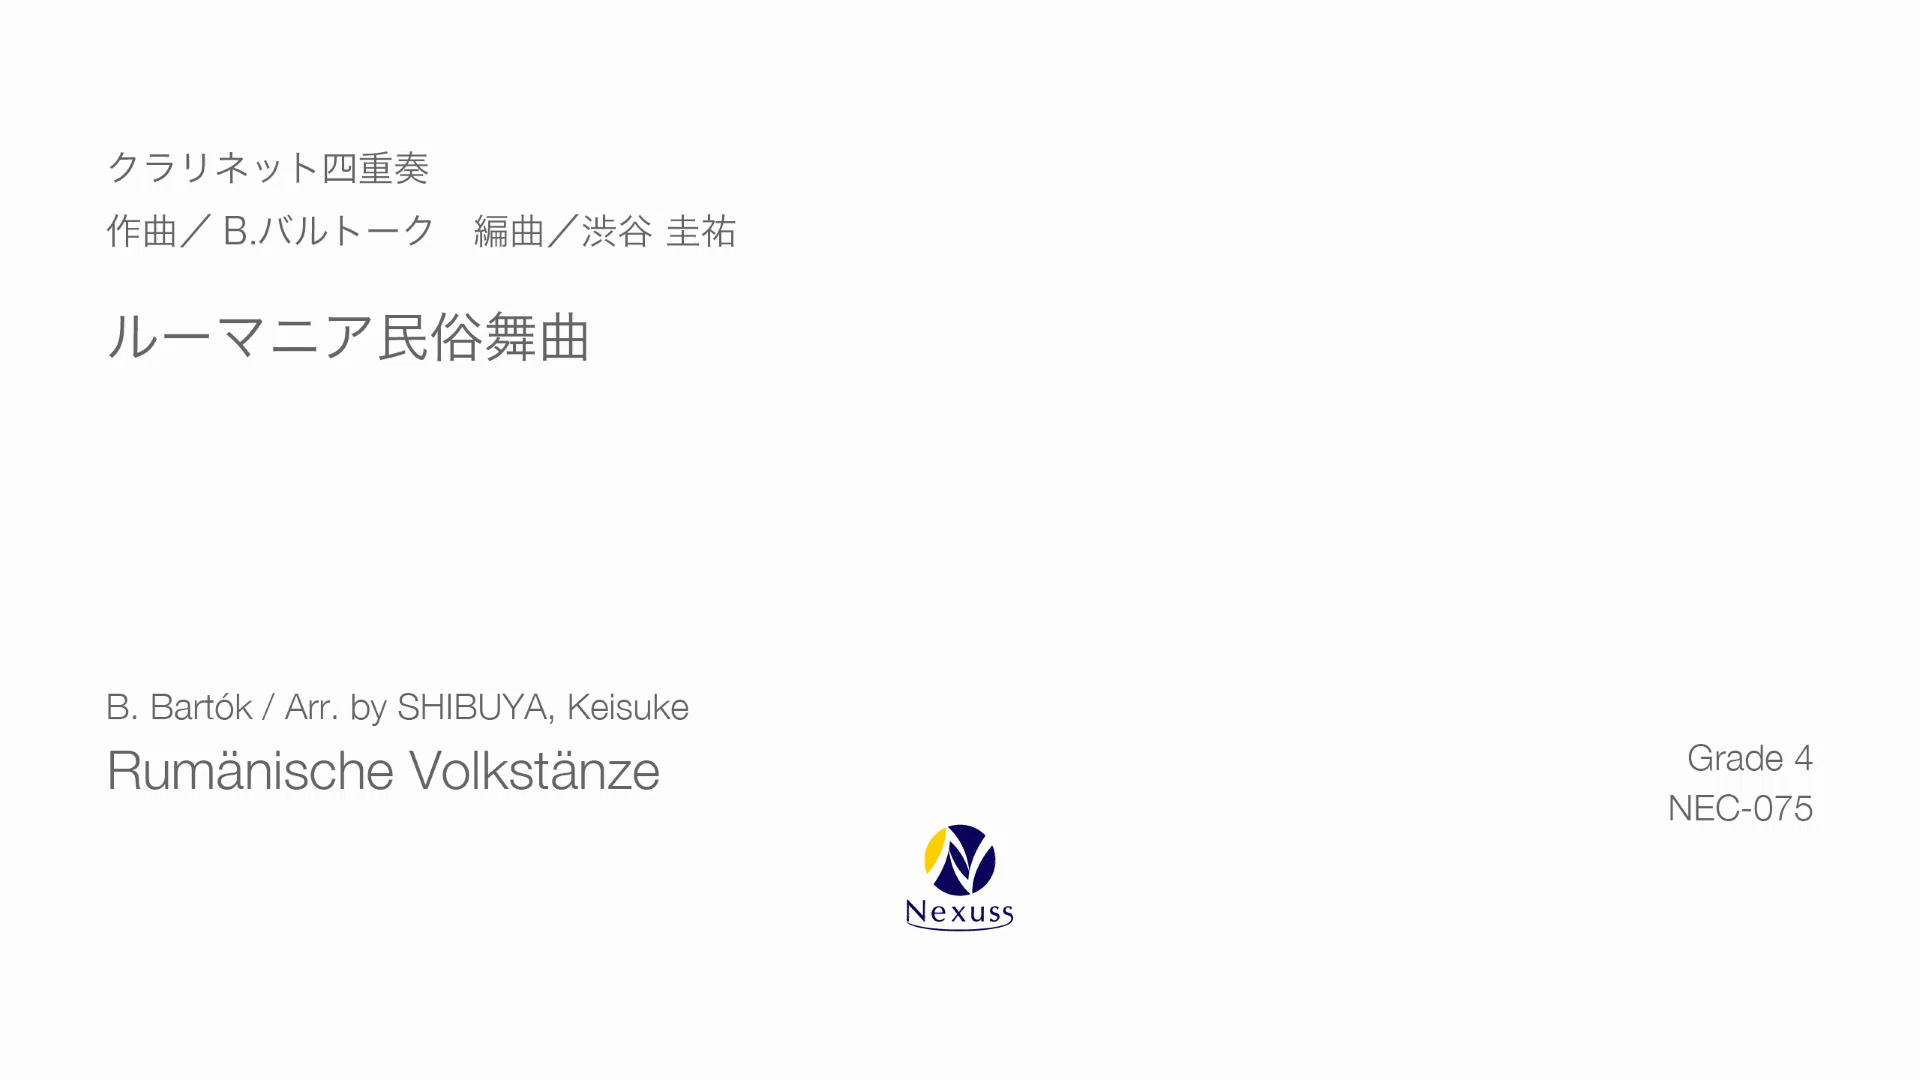 クラリネット四重奏
作曲／B.バルトーク　編曲／渋谷 圭祐
ルーマニア民俗舞曲
B. Bartók / Arr. by SHIBUYA, Keisuke
Rumänische Volkstänze
Grade 4
NEC-075
Nexuss